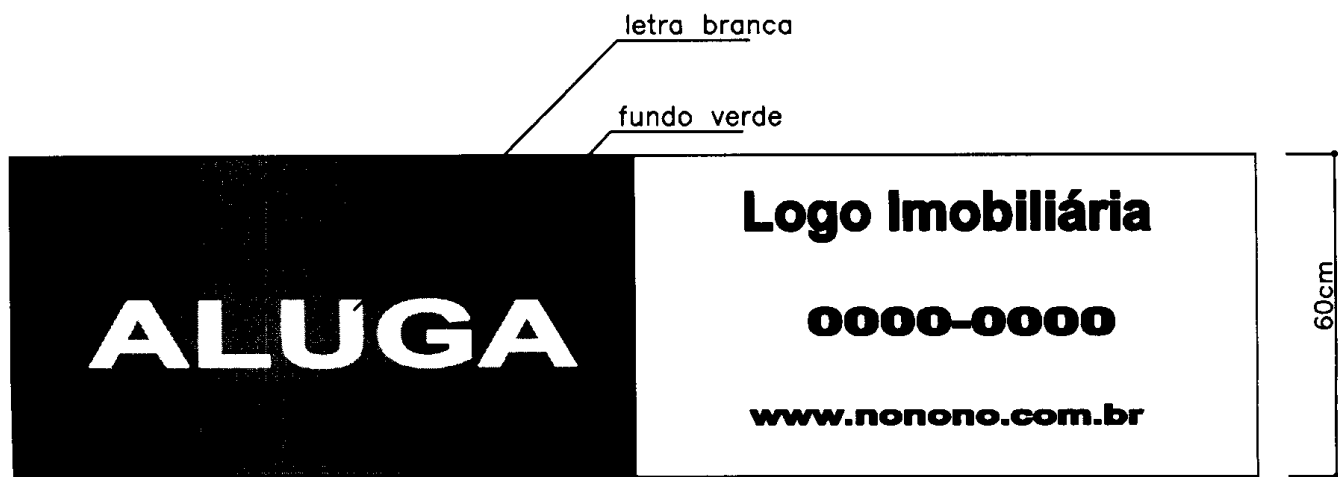 letra branca
fundo verde
ALUGA
Logo Imobiliária
0000-0000
www.nonono.com.br
60cm